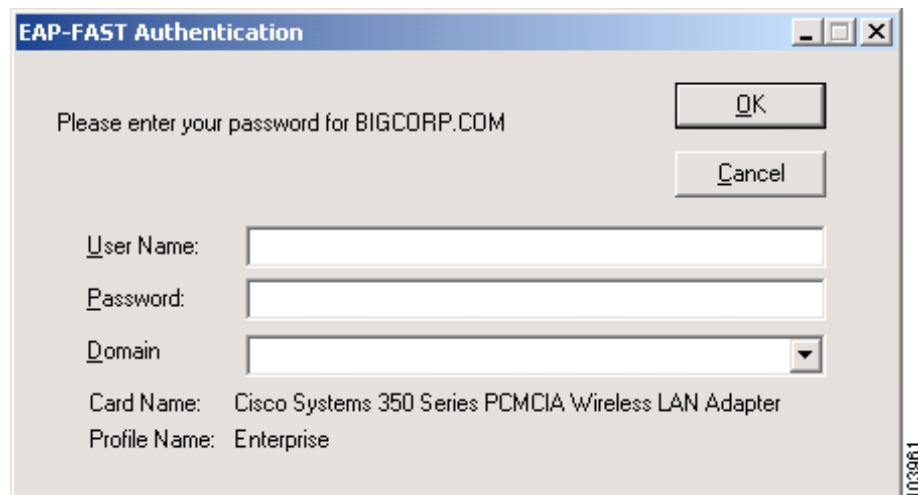 EAP-FAST Authentication
Please enter your password for BIGCORP.COM
OK
Cancel
User Name:
Password:
Domain
Card Name: Cisco Systems 350 Series PCMCIA Wireless LAN Adapter
Profile Name: Enterprise
103961